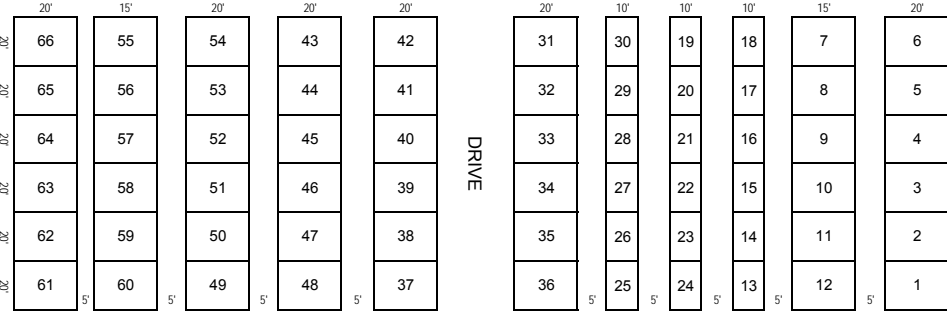 20' 15' 20' 20' 20' 20' 10' 10' 10' 15' 20'
20' 66 55 54 43 42 31 30 19 18 7 6
20' 65 56 53 44 41 32 29 20 17 8 5
20' 64 57 52 45 40 33 28 21 16 9 4
DRIVE
20' 63 58 51 46 39 34 27 22 15 10 3
20' 62 59 50 47 38 35 26 23 14 11 2
20' 61 60 49 48 37 36 25 24 13 12 1
5' 5' 5' 5' 5' 5' 5' 5' 5'